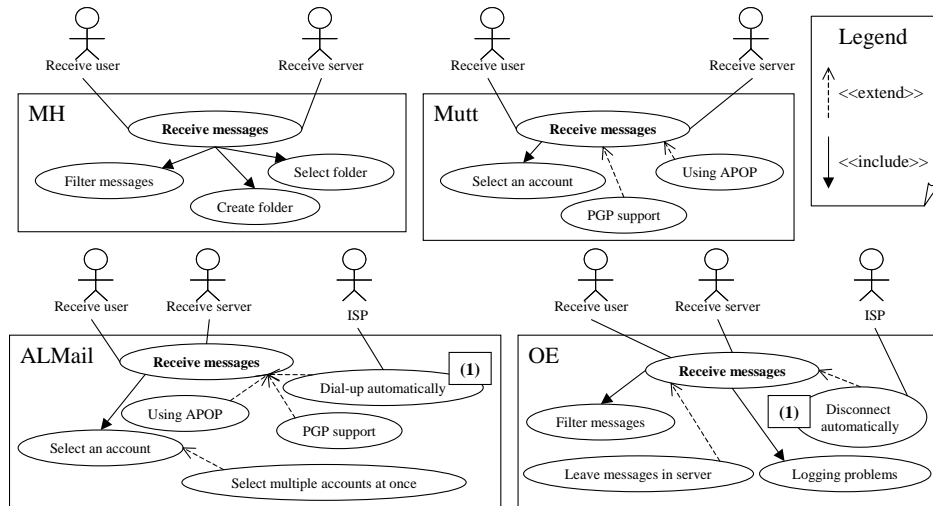 Receive user
Receive server
MH
Receive messages
Filter messages
Select folder
Create folder
Receive user
Receive server
Mutt
Receive messages
Select an account
Using APOP
PGP support
Legend
<<extend>>
<<include>>
Receive user
Receive server
ISP
ALMail
Receive messages
(1)
Dial-up automatically
Using APOP
PGP support
Select an account
Select multiple accounts at once
Receive user
Receive server
ISP
OE
Receive messages
(1)
Disconnect
automatically
Filter messages
Leave messages in server
Logging problems